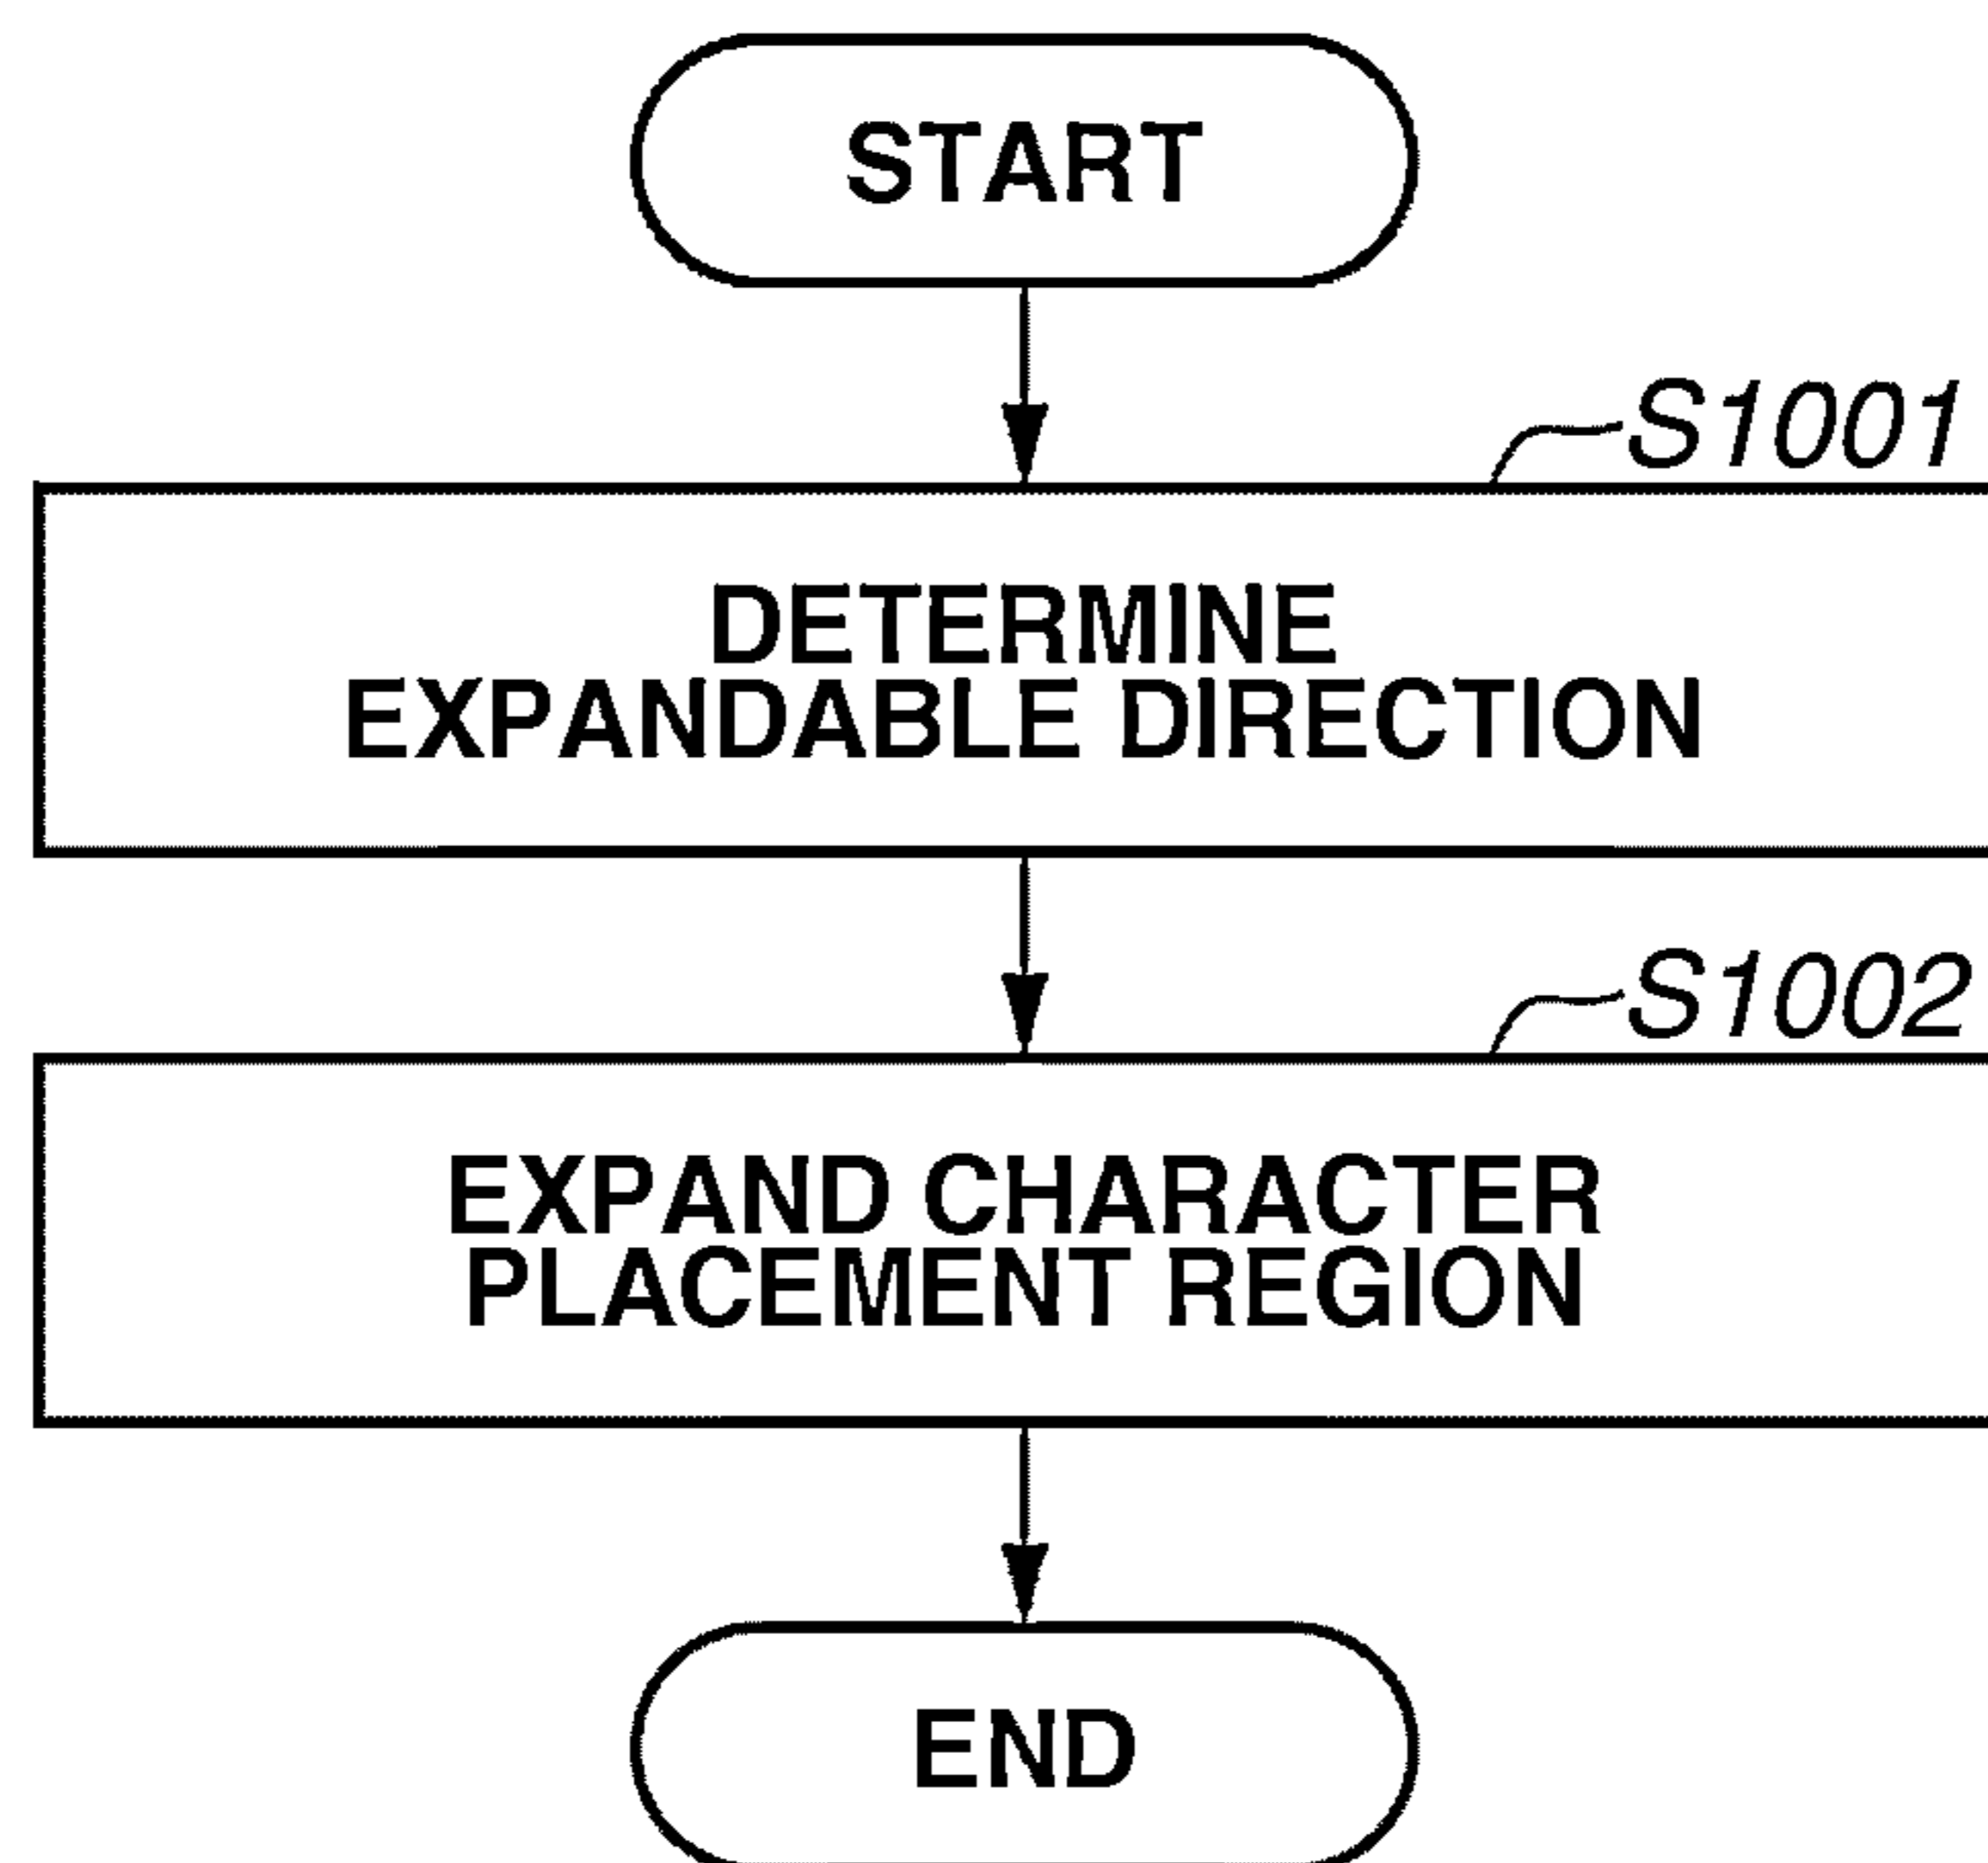 START
S1001
DETERMINE
EXPANDABLE DIRECTION
S1002
EXPAND CHARACTER
PLACEMENT REGION
END